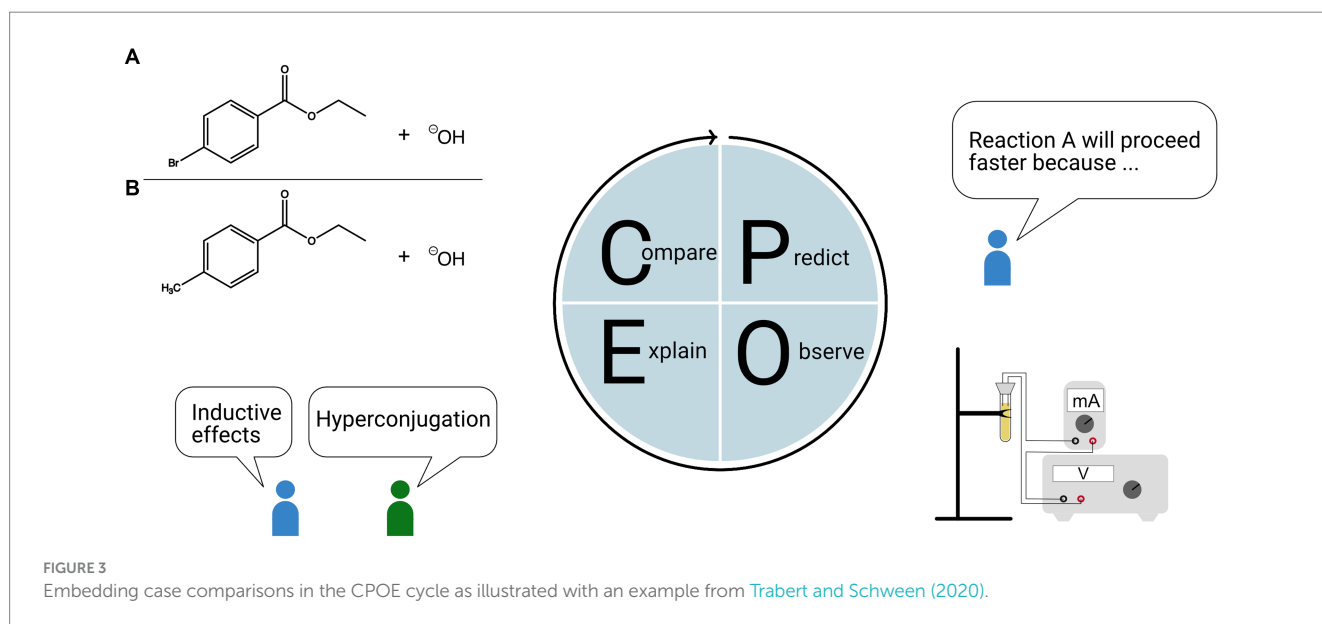 A
O
O
Br
+
⊖OH
B
O
O
H₃C
+
⊖OH
Compare
Predict
Explain
Observe
Reaction A will proceed
faster because ...
Inductive
effects
Hyperconjugation
mA
V
FIGURE 3
Embedding case comparisons in the CPOE cycle as illustrated with an example from Trabert and Schween (2020).